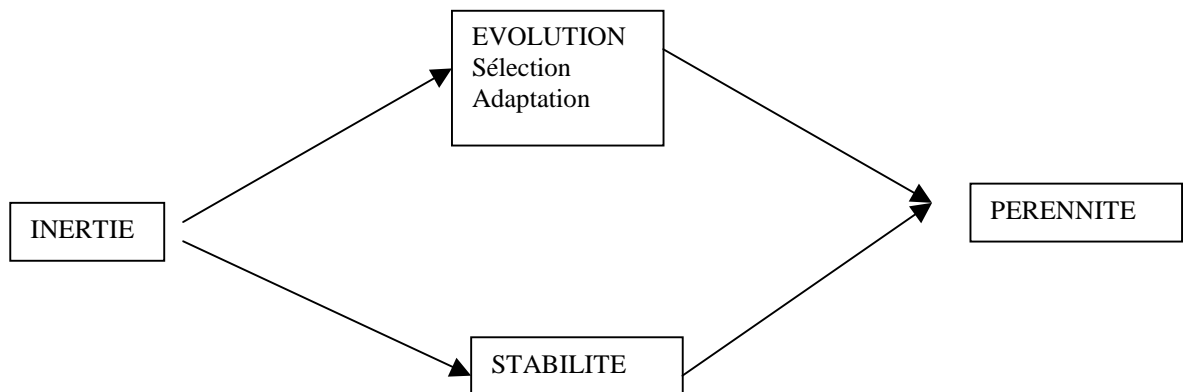 EVOLUTION
Sélection
Adaptation
INERTIE
PERENNITE
STABILITE